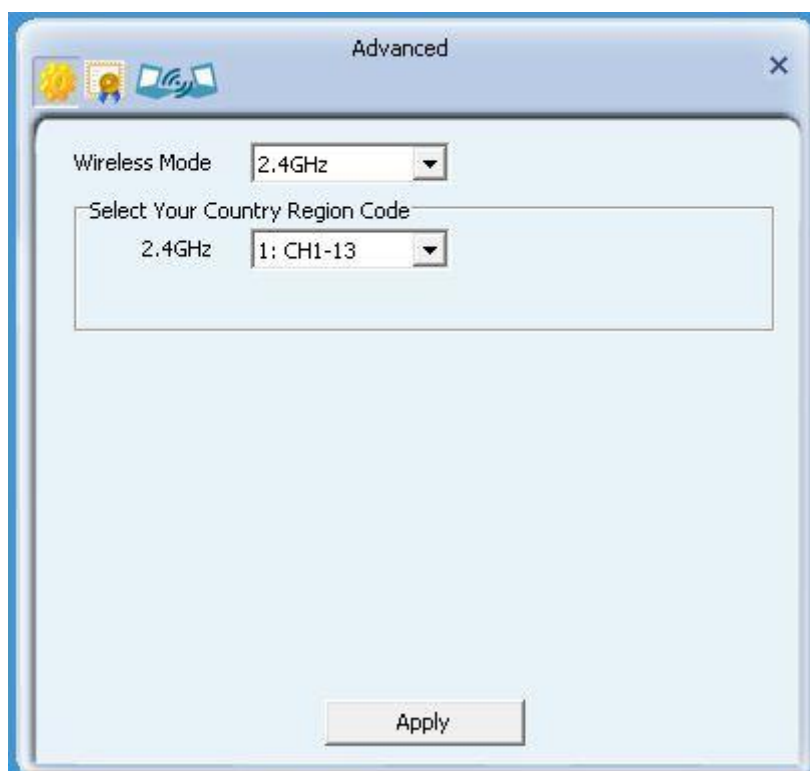 Advanced
Wireless Mode 2.4GHz
Select Your Country Region Code
2.4GHz 1: CH1-13
Apply